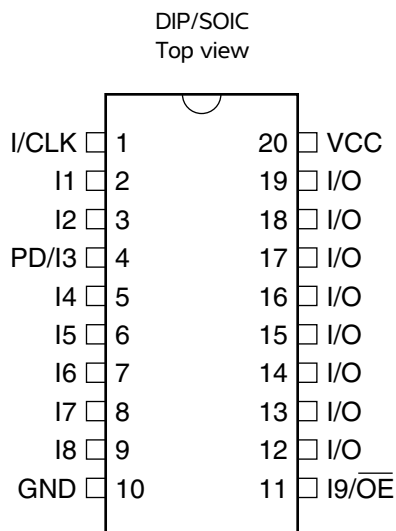 DIP/SOIC
Top view
I/CLK 1 20 VCC
I1 2 19 I/O
I2 3 18 I/O
PD/I3 4 17 I/O
I4 5 16 I/O
I5 6 15 I/O
I6 7 14 I/O
I7 8 13 I/O
I8 9 12 I/O
GND 10 11 I9/O̅E̅